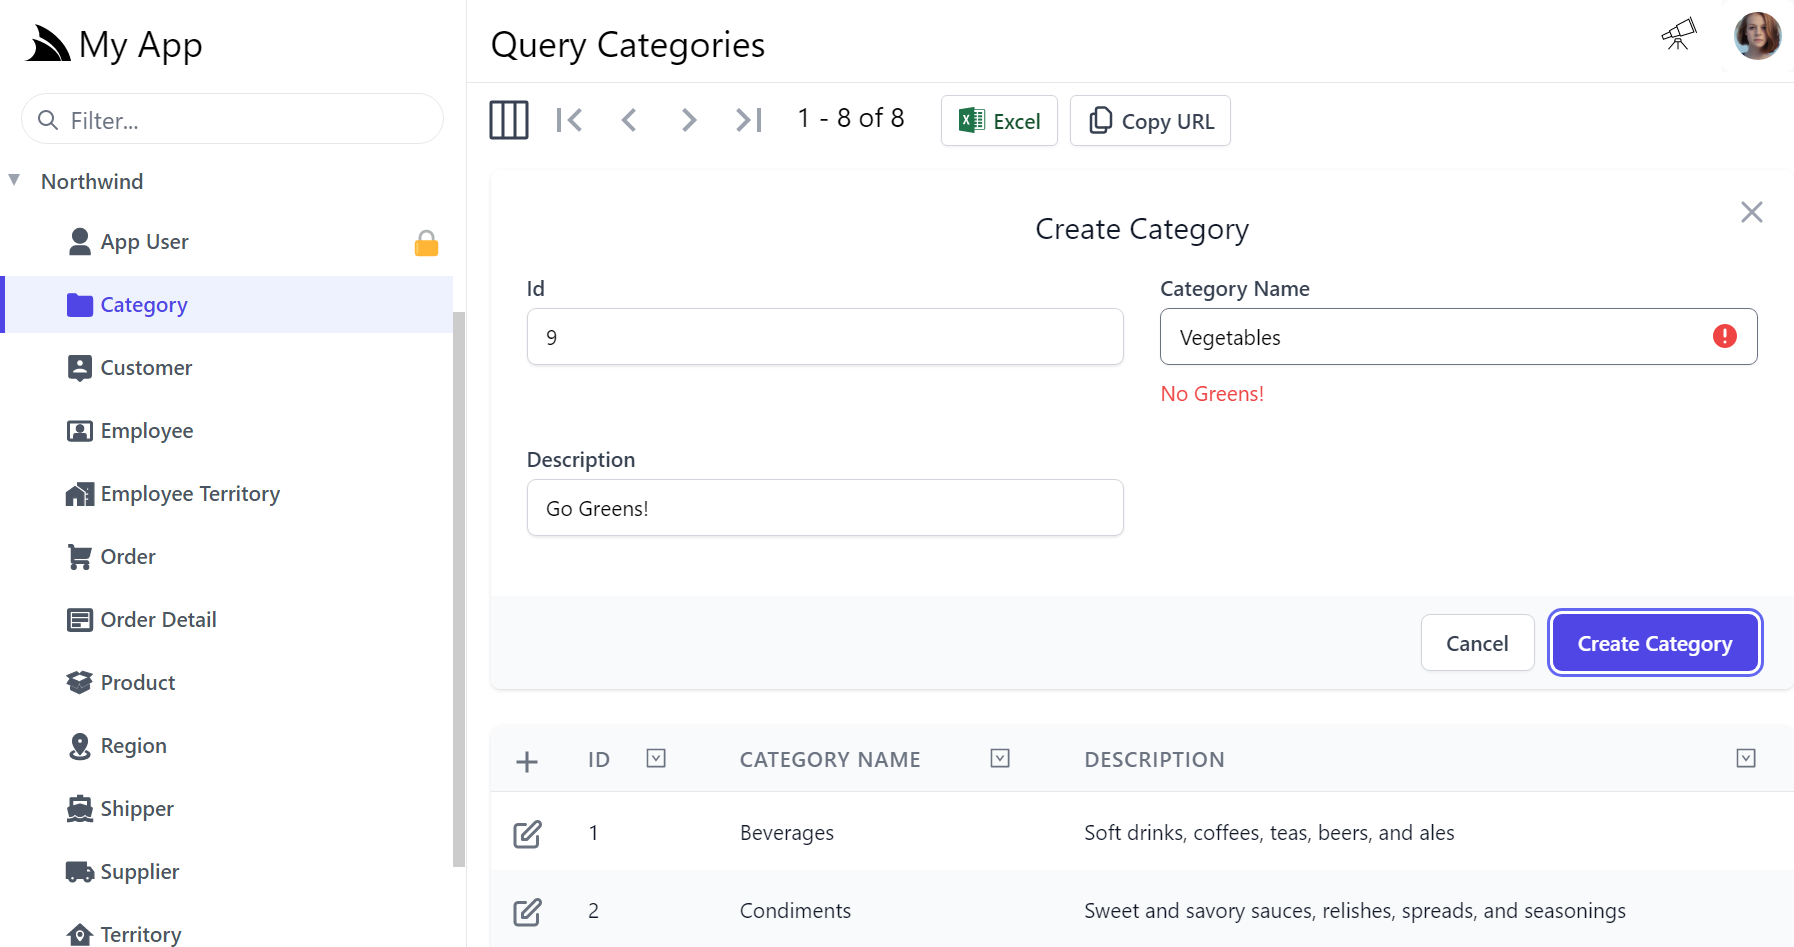 My App
Filter...
Northwind
App User
Category
Customer
Employee
Employee Territory
Order
Order Detail
Product
Region
Shipper
Supplier
Territory
Query Categories
1 - 8 of 8
Excel
Copy URL
Create Category
Id
9
Category Name
Vegetables
No Greens!
Description
Go Greens!
Cancel
Create Category
ID CATEGORY NAME DESCRIPTION
1 Beverages Soft drinks, coffees, teas, beers, and ales
2 Condiments Sweet and savory sauces, relishes, spreads, and seasonings